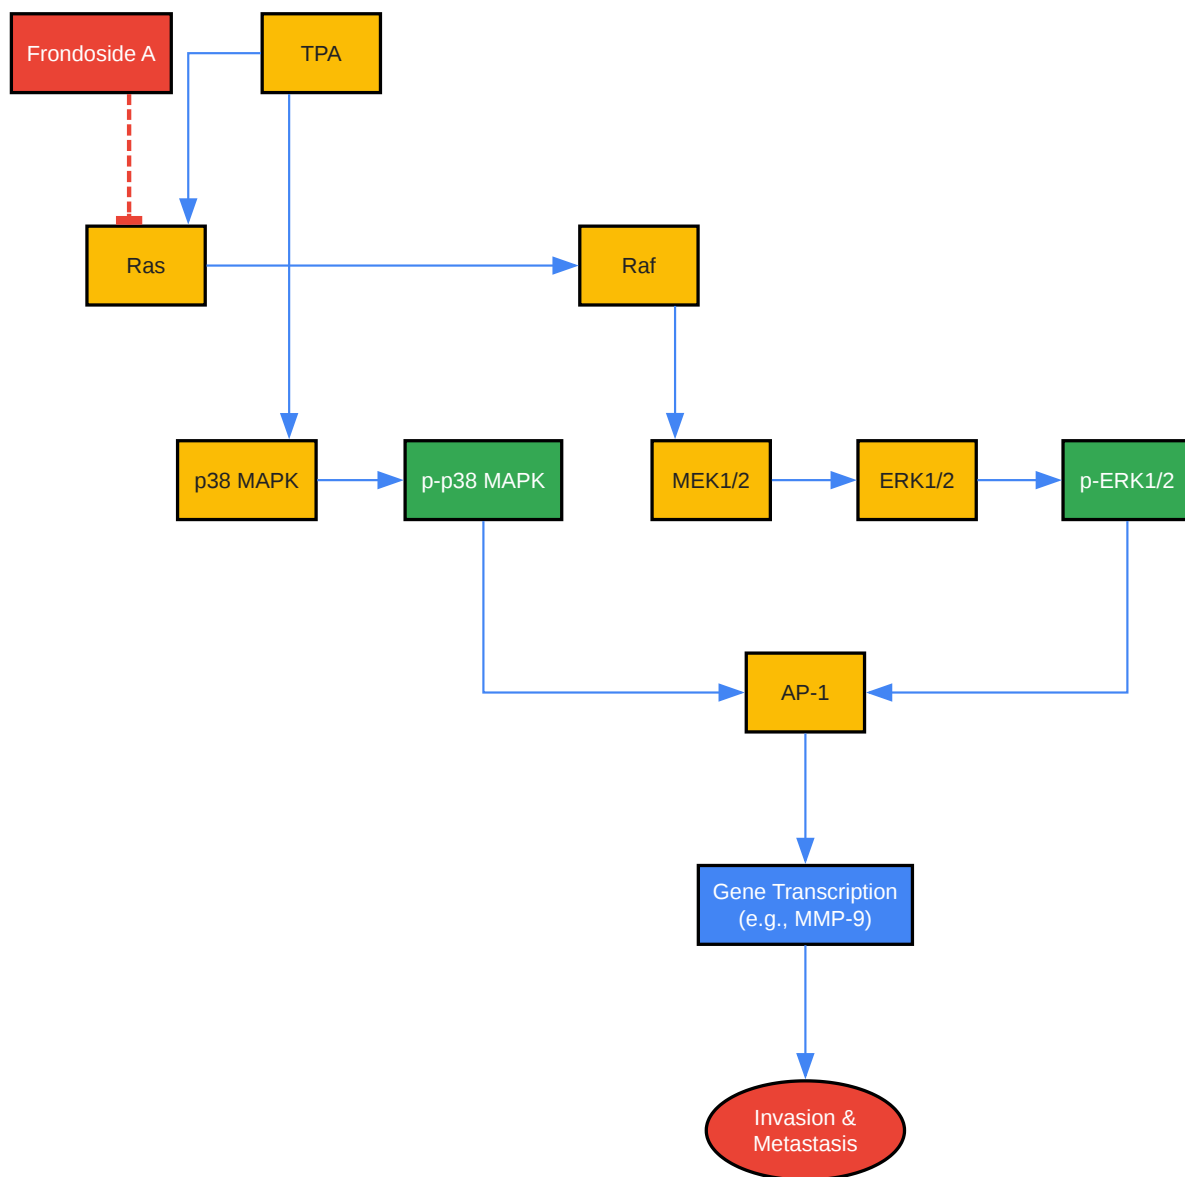 Frondoside A
TPA
Ras
Raf
p38 MAPK
p-p38 MAPK
MEK1/2
ERK1/2
p-ERK1/2
AP-1
Gene Transcription
(e.g., MMP-9)
Invasion &
Metastasis